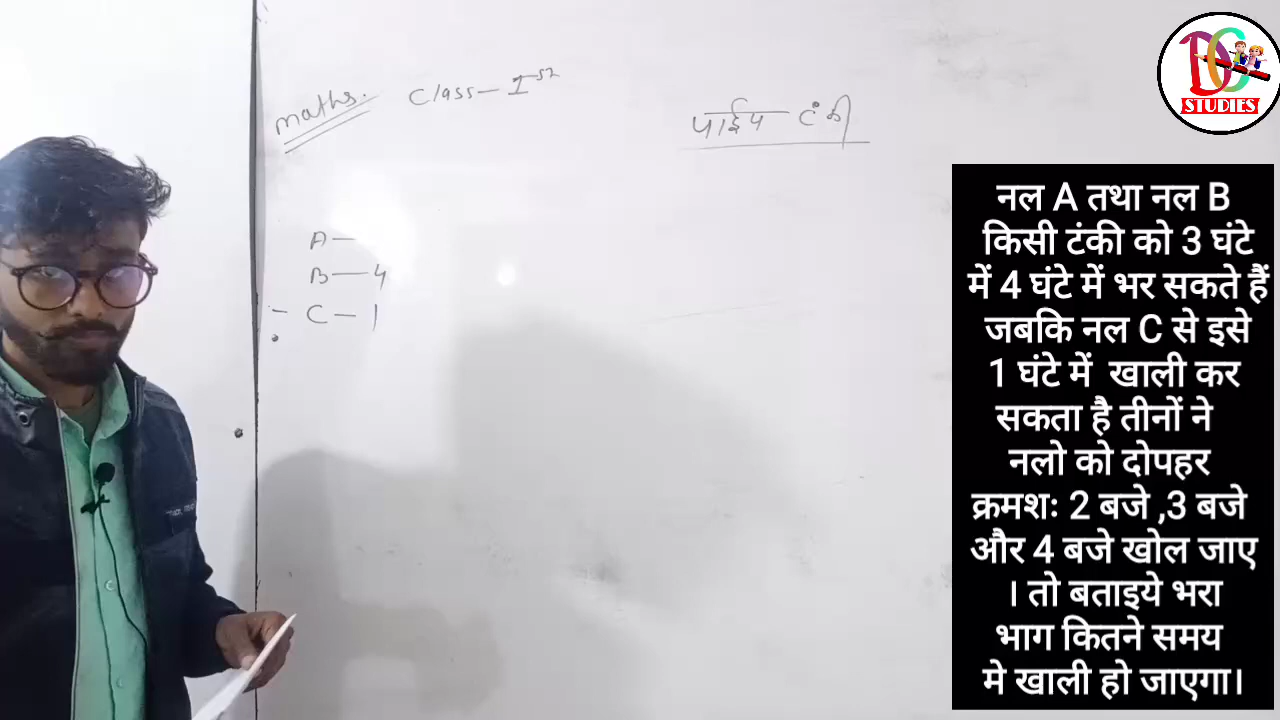 maths.
Class- Ist
पाईप टंकी
A -
B - 4
- C - 1
DG
STUDIES
नल A तथा नल B
किसी टंकी को 3 घंटे
में 4 घंटे में भर सकते हैं
जबकि नल C से इसे
1 घंटे में खाली कर
सकता है तीनों ने
नलो को दोपहर
क्रमशः 2 बजे ,3 बजे
और 4 बजे खोल जाए
। तो बताइये भरा
भाग कितने समय
मे खाली हो जाएगा।